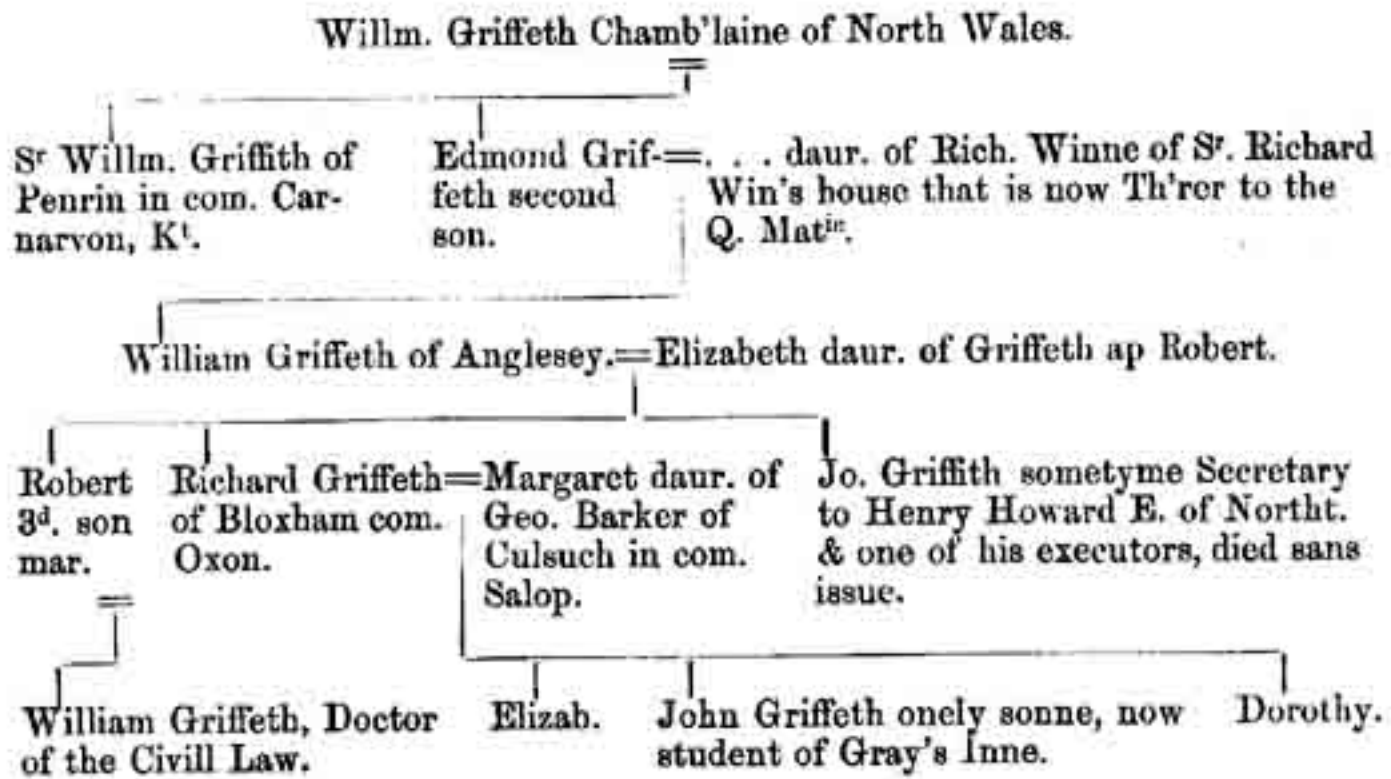 Willm. Griffeth Chamb'laine of North Wales.
Sr Willm. Griffith of
Penrin in com. Car-
narvon, Kt.
Edmond Grif-
feth second
son.
. . . daur. of Rich. Winne of Sr. Richard
Win's house that is now Th'rer to the
Q. Matie.
William Griffeth of Anglesey.=Elizabeth daur. of Griffeth ap Robert.
Robert
3d. son
mar.
Richard Griffeth=
of Bloxham com.
Oxon.
Margaret daur. of
Geo. Barker of
Culsuch in com.
Salop.
Jo. Griffith sometyme Secretary
to Henry Howard E. of Northt.
& one of his executors, died sans
issue.
William Griffeth, Doctor
of the Civill Law.
Elizab.
John Griffeth onely sonne, now
student of Gray's Inne.
Dorothy.